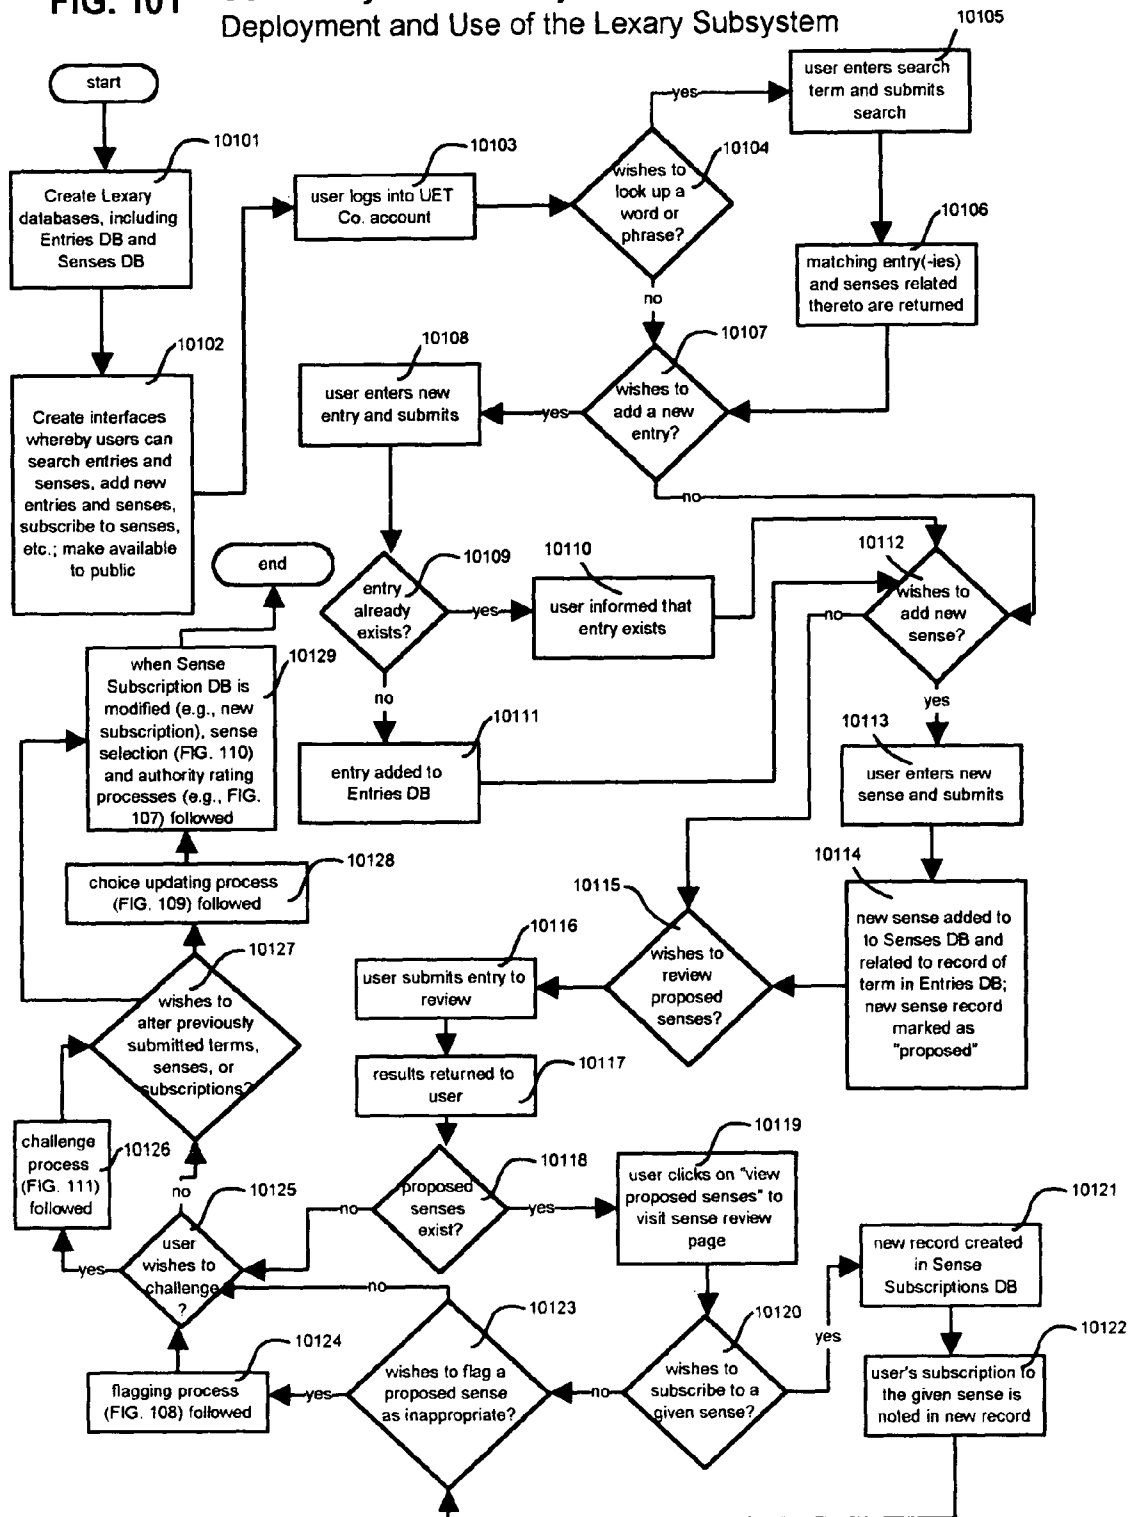 FIG. 101
Deployment and Use of the Lexary Subsystem
start
10101
Create Lexary
databases, including
Entries DB and
Senses DB
10102
Create interfaces
whereby users can
search entries and
senses, add new
entries and senses,
subscribe to senses,
etc.; make available
to public
10103
user logs into UET
Co. account
10104
wishes to
look up a
word or
phrase?
yes
no
10105
user enters search
term and submits
search
10106
matching entry(-ies)
and senses related
thereto are returned
10107
wishes to
add a new
entry?
yes
no
10108
user enters new
entry and submits
10109
entry
already
exists?
yes
no
10110
user informed that
entry exists
10111
entry added to
Entries DB
10112
wishes to
add new
sense?
no
yes
10113
user enters new
sense and submits
10114
new sense added to
to Senses DB and
related to record of
term in Entries DB;
new sense record
marked as
"proposed"
10115
wishes to
review
proposed
senses?
10116
user submits entry to
review
10117
results returned to
user
10118
proposed
senses
exist?
no
yes
10119
user clicks on "view
proposed senses" to
visit sense review
page
10120
wishes to
subscribe to a
given sense?
no
yes
10121
new record created
in Sense
Subscriptions DB
10122
user's subscription to
the given sense is
noted in new record
10123
wishes to flag a
proposed sense
as inappropriate?
no
yes
10124
flagging process
(FIG. 108) followed
10125
user
wishes to
challenge
?
yes
no
10126
challenge
process
(FIG. 111)
followed
10127
wishes to
alter previously
submitted terms,
senses, or
subscriptions?
10128
choice updating process
(FIG. 109) followed
10129
when Sense
Subscription DB is
modified (e.g., new
subscription), sense
selection (FIG. 110)
and authority rating
processes (e.g., FIG.
107) followed
end